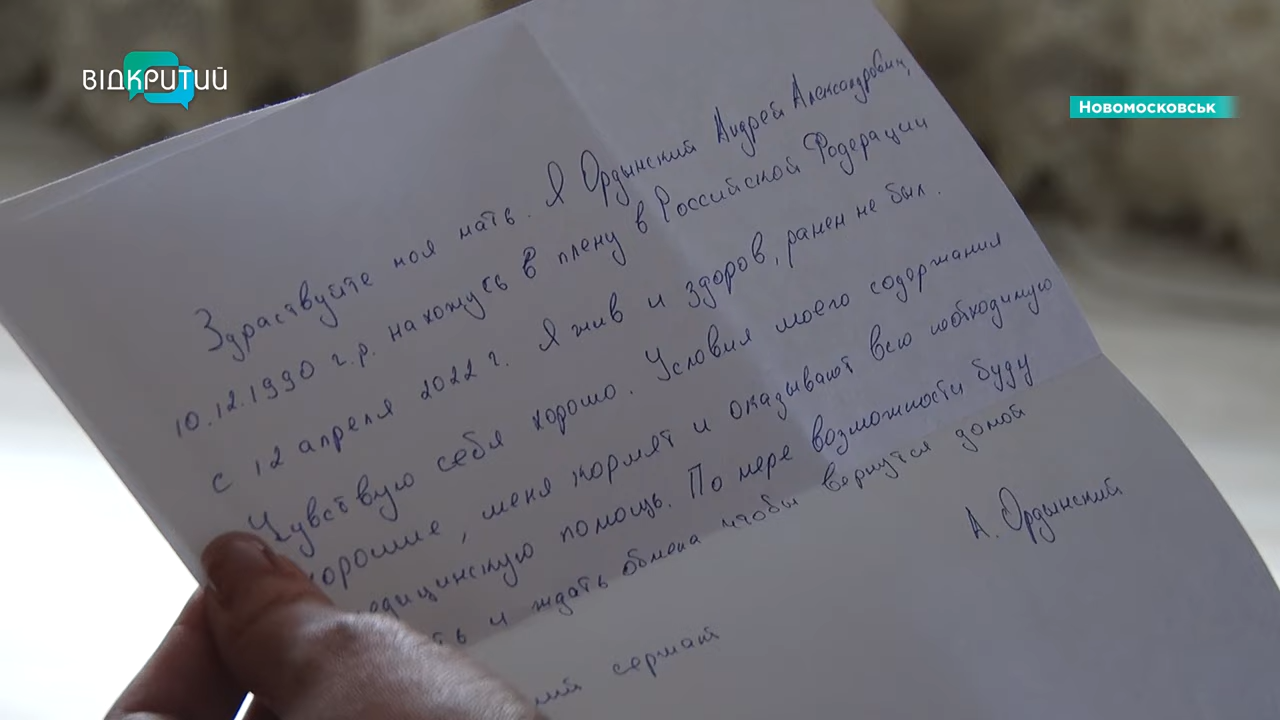 ВІДКРИТИЙ
Новомосковськ
Здраствуйте моя мать. Я Ордынский Андрей Александрович,
10.12.1990 г.р. нахожусь в плену в Российской Федерации
с 12 апреля 2022 г. Я жив и здоров, ранен не был.
Чувствую себя хорошо. Условия моего содержания
хорошие, меня кормят и оказывают всю
помощь. По мере возможности буду
и ждать обмена чтобы вернутся домой
сержант
А. Ордынский